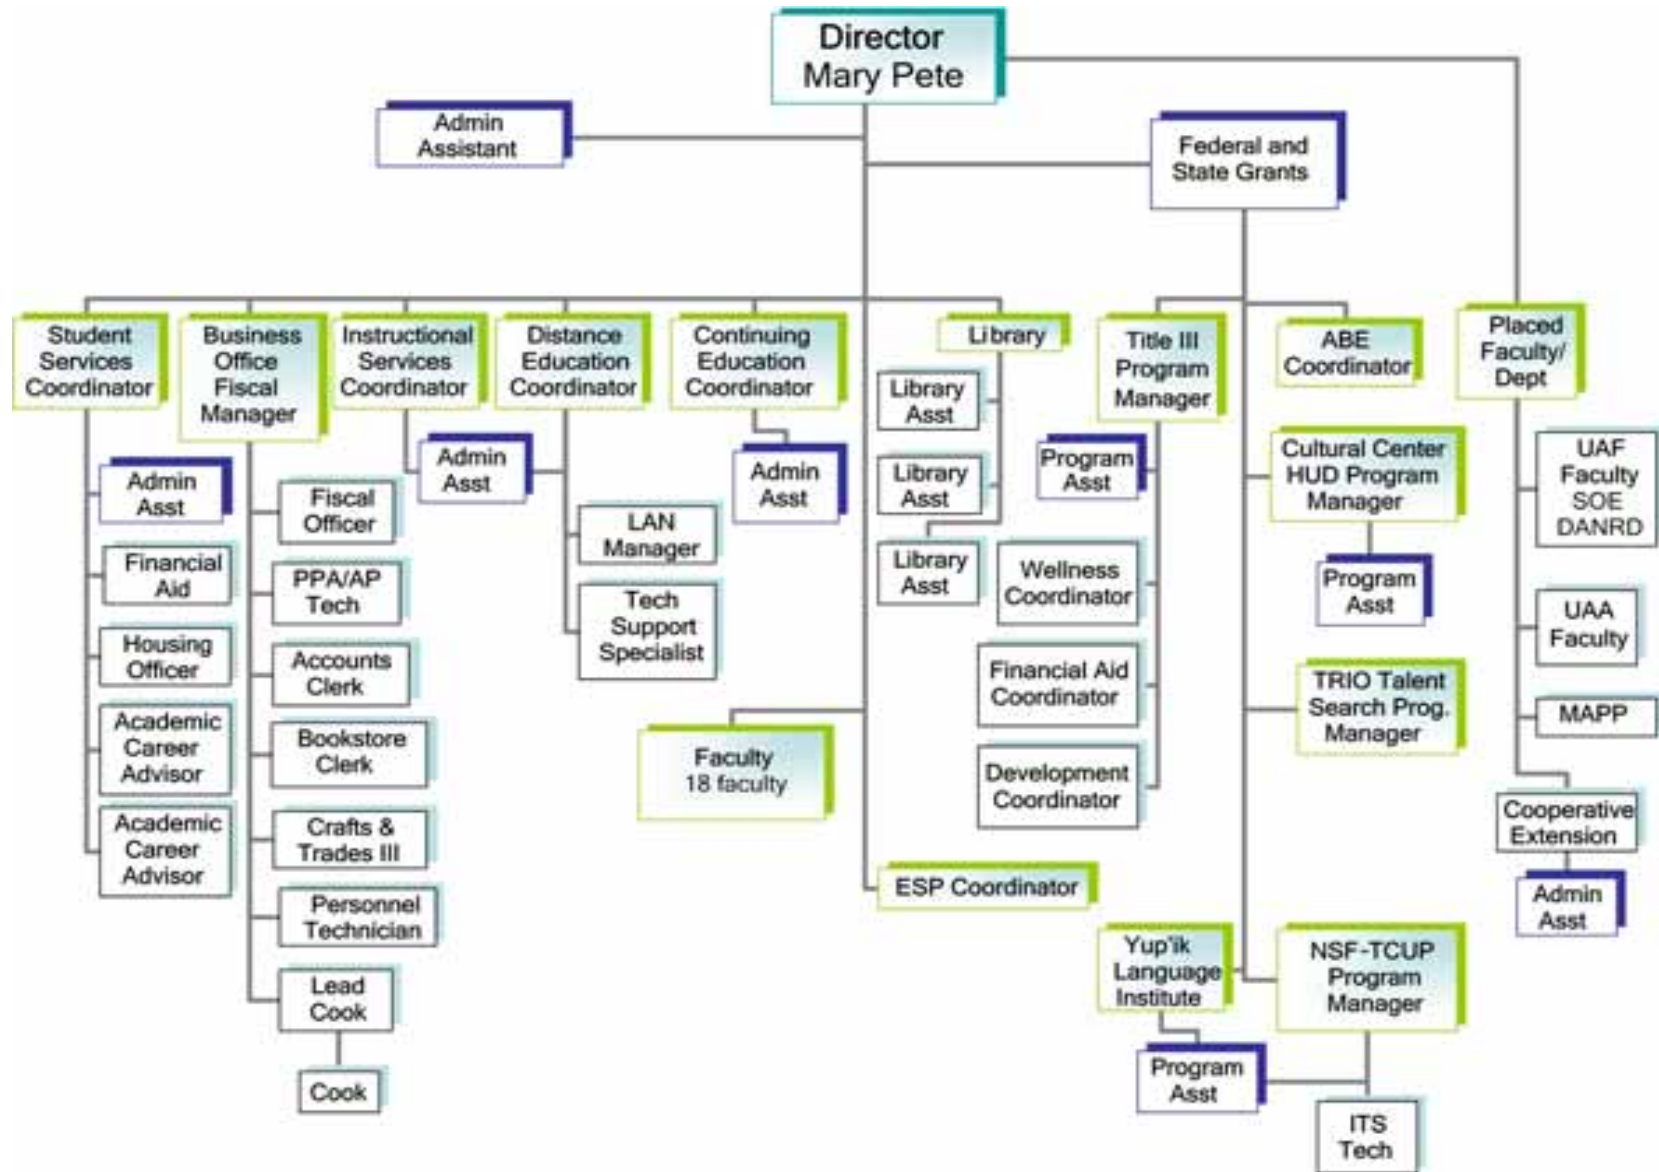 Director
Mary Pete
Admin
Assistant
Federal and
State Grants
Student
Services
Coordinator
Business
Office
Fiscal
Manager
Instructional
Services
Coordinator
Distance
Education
Coordinator
Continuing
Education
Coordinator
Library
Title III
Program
Manager
ABE
Coordinator
Placed
Faculty/
Dept
Admin
Asst
Financial
Aid
Housing
Officer
Academic
Career
Advisor
Academic
Career
Advisor
Fiscal
Officer
PPA/AP
Tech
Accounts
Clerk
Bookstore
Clerk
Crafts &
Trades III
Personnel
Technician
Lead
Cook
Cook
Admin
Asst
LAN
Manager
Tech
Support
Specialist
Admin
Asst
Library
Asst
Library
Asst
Library
Asst
Faculty
18 faculty
ESP Coordinator
Program
Asst
Wellness
Coordinator
Financial Aid
Coordinator
Development
Coordinator
Cultural Center
HUD Program
Manager
Program
Asst
TRIO Talent
Search Prog.
Manager
Yup'ik
Language
Institute
NSF-TCUP
Program
Manager
Program
Asst
ITS
Tech
UAF
Faculty
SOE
DANRD
UAA
Faculty
MAPP
Cooperative
Extension
Admin
Asst